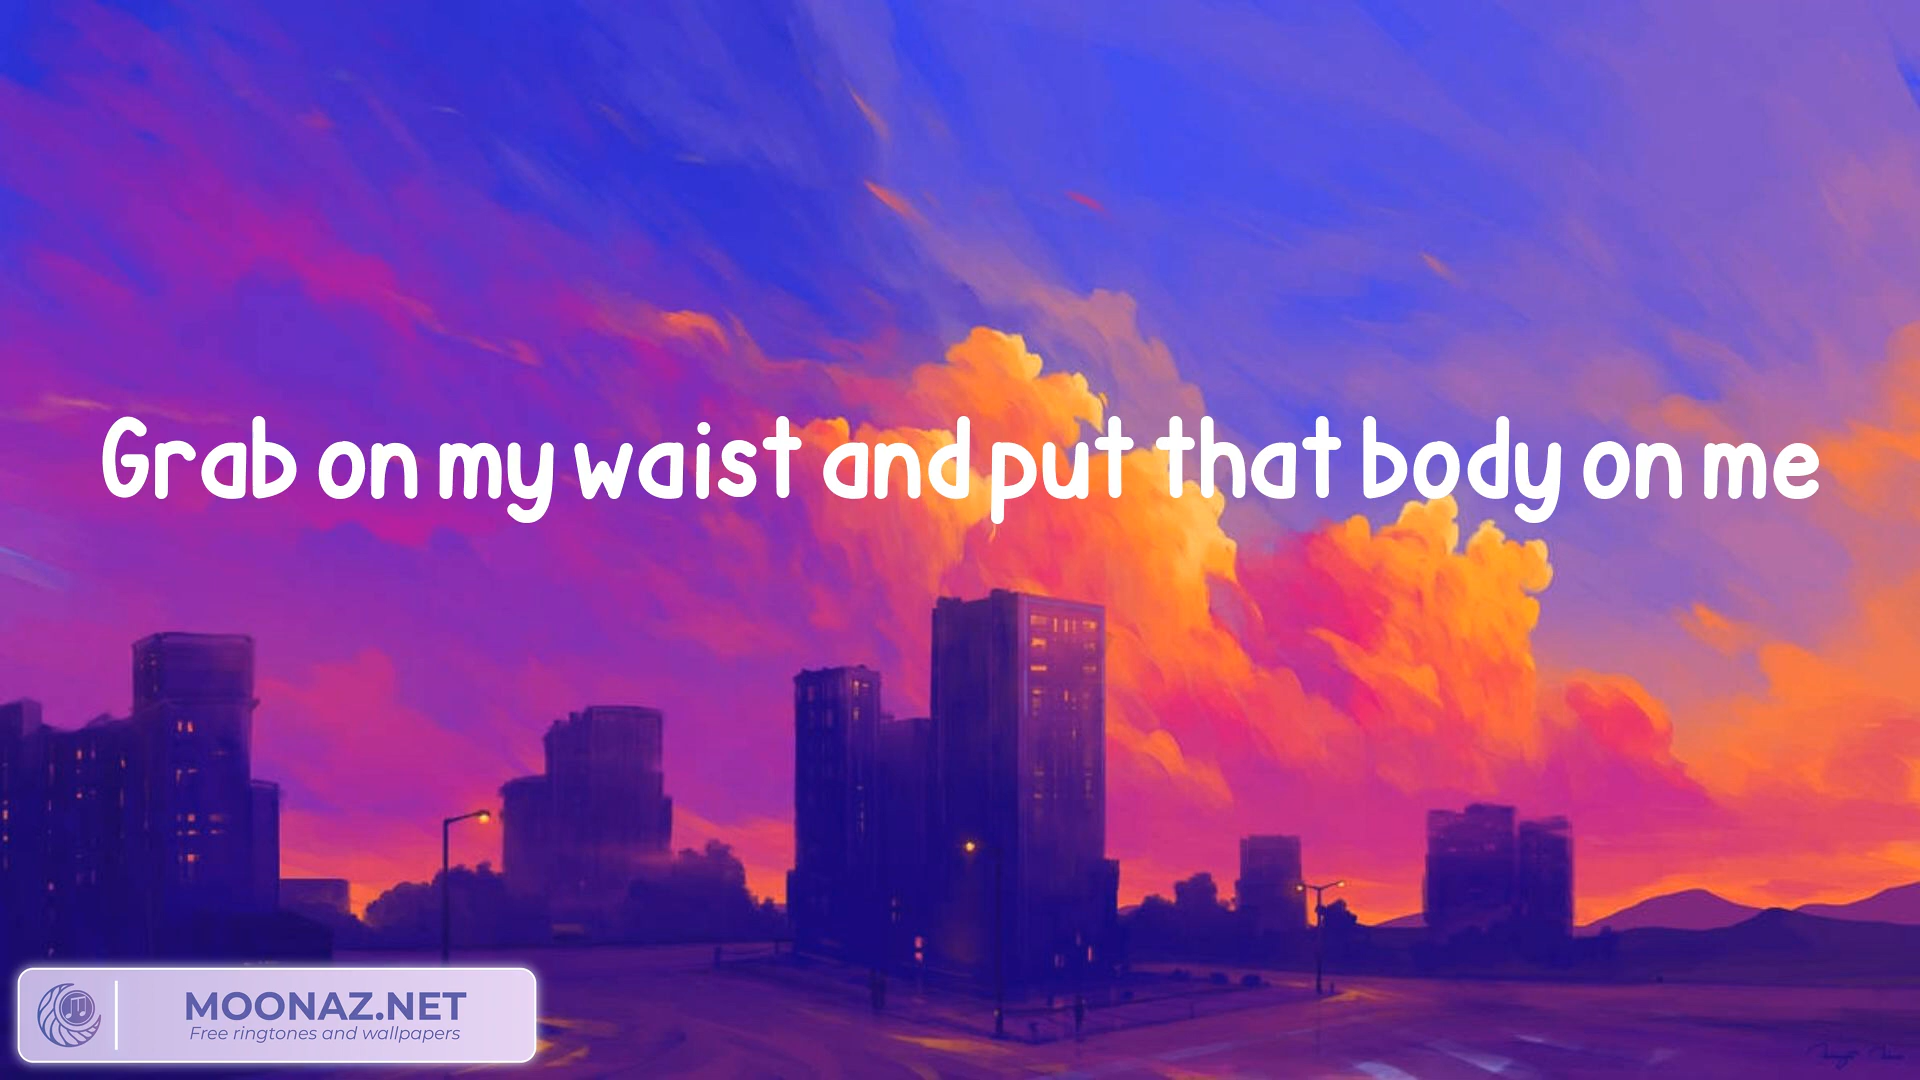 Grab on my waist and put that body on me
MOONAZ.NET
Free ringtones and wallpapers